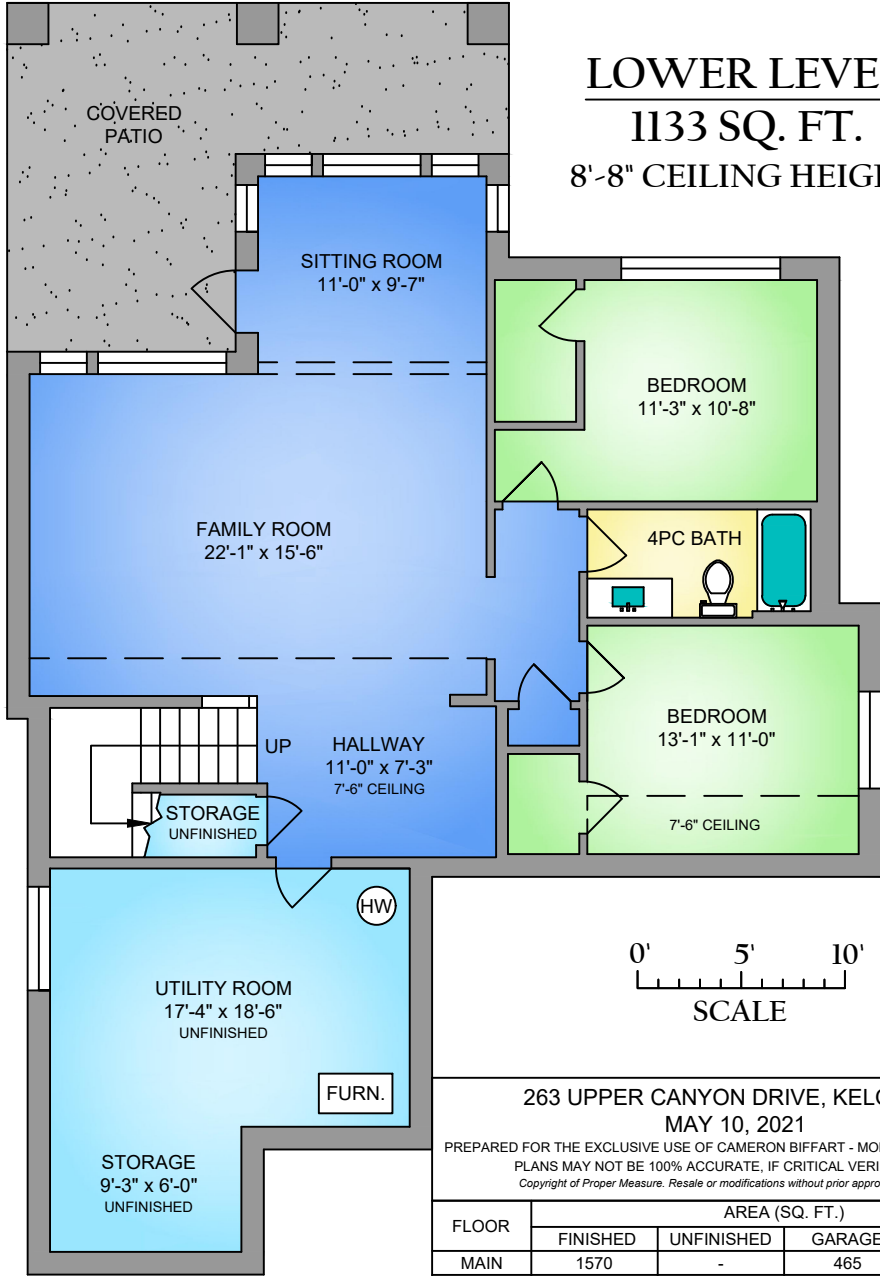 LOWER LEVE
1133 SQ. FT.
8'-8" CEILING HEIG
COVERED
PATIO
SITTING ROOM
11'-0" x 9'-7"
BEDROOM
11'-3" x 10'-8"
FAMILY ROOM
22'-1" x 15'-6"
4PC BATH
BEDROOM
13'-1" x 11'-0"
7'-6" CEILING
UP
HALLWAY
11'-0" x 7'-3"
7'-6" CEILING
STORAGE
UNFINISHED
HW
UTILITY ROOM
17'-4" x 18'-6"
UNFINISHED
FURN.
STORAGE
9'-3" x 6'-0"
UNFINISHED
0' 5' 10'
SCALE
263 UPPER CANYON DRIVE, KELO
MAY 10, 2021
PREPARED FOR THE EXCLUSIVE USE OF CAMERON BIFFART - MO
PLANS MAY NOT BE 100% ACCURATE, IF CRITICAL VERI
Copyright of Proper Measure. Resale or modifications without prior appro
FLOOR AREA (SQ. FT.)
FINISHED UNFINISHED GARAGE
MAIN 1570 - 465